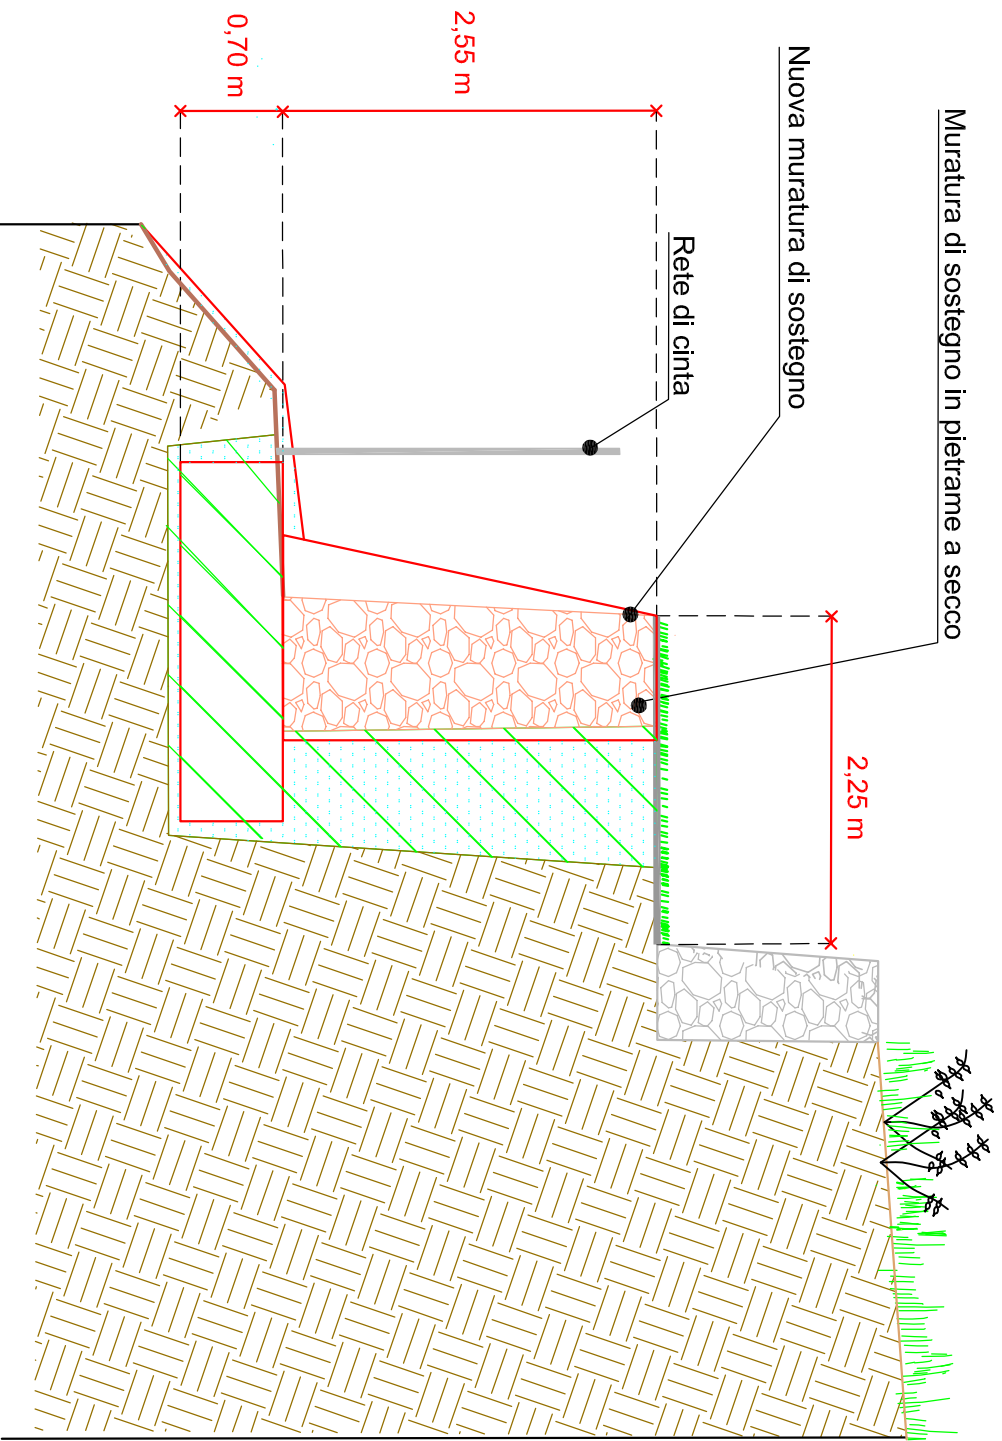 Muratura di sostegno in pietrame a secco
Nuova muratura di sostegno
Rete di cinta
2,25 m
2,55 m
0,70 m